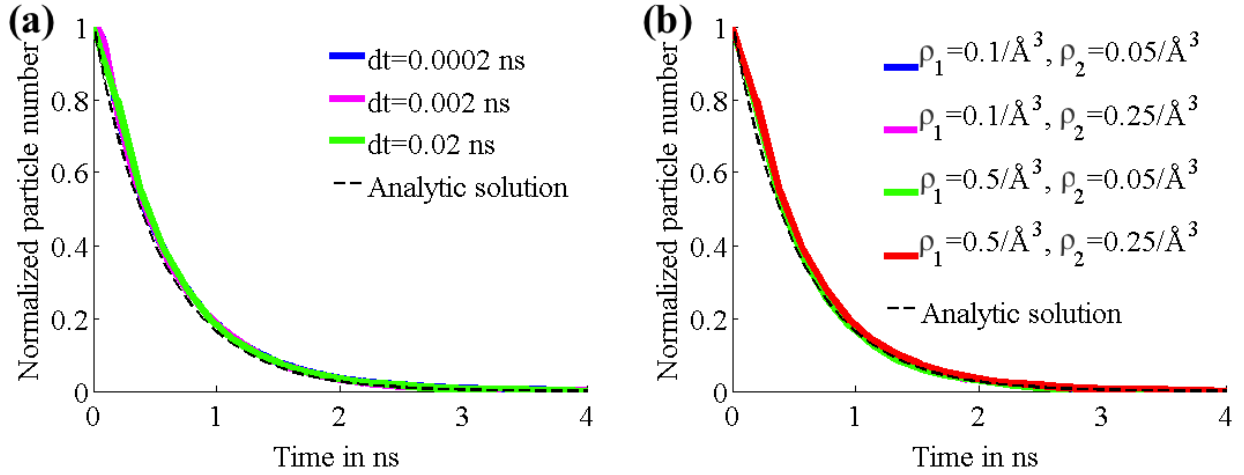 (a)
Normalized particle number
1
0.8
0.6
0.4
0.2
0
dt=0.0002 ns
dt=0.002 ns
dt=0.02 ns
Analytic solution
0 1 2 3 4
Time in ns
(b)
Normalized particle number
1
0.8
0.6
0.4
0.2
0
ρ₁=0.1/Å³, ρ₂=0.05/Å³
ρ₁=0.1/Å³, ρ₂=0.25/Å³
ρ₁=0.5/Å³, ρ₂=0.05/Å³
ρ₁=0.5/Å³, ρ₂=0.25/Å³
Analytic solution
0 1 2 3 4
Time in ns